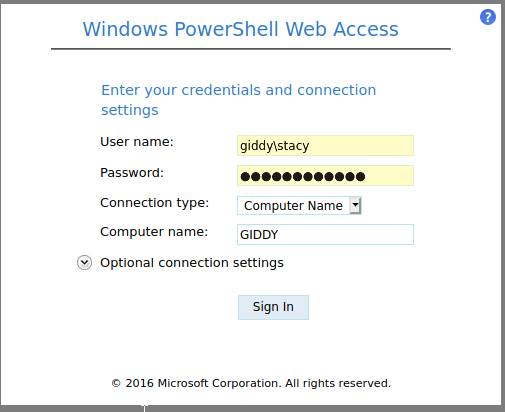 Windows PowerShell Web Access
?
Enter your credentials and connection
settings
User name:
giddy\stacy
Password:
●●●●●●●●●●●●
Connection type:
Computer Name
Computer name:
GIDDY
Optional connection settings
Sign In
© 2016 Microsoft Corporation. All rights reserved.